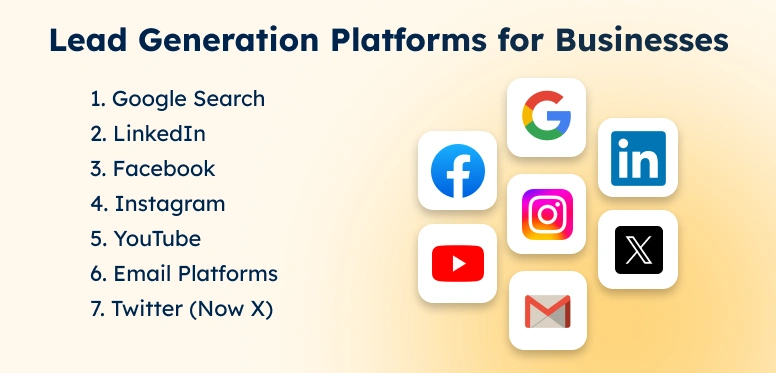 Lead Generation Platforms for Businesses
1. Google Search
2. LinkedIn
3. Facebook
4. Instagram
5. YouTube
6. Email Platforms
7. Twitter (Now X)
in